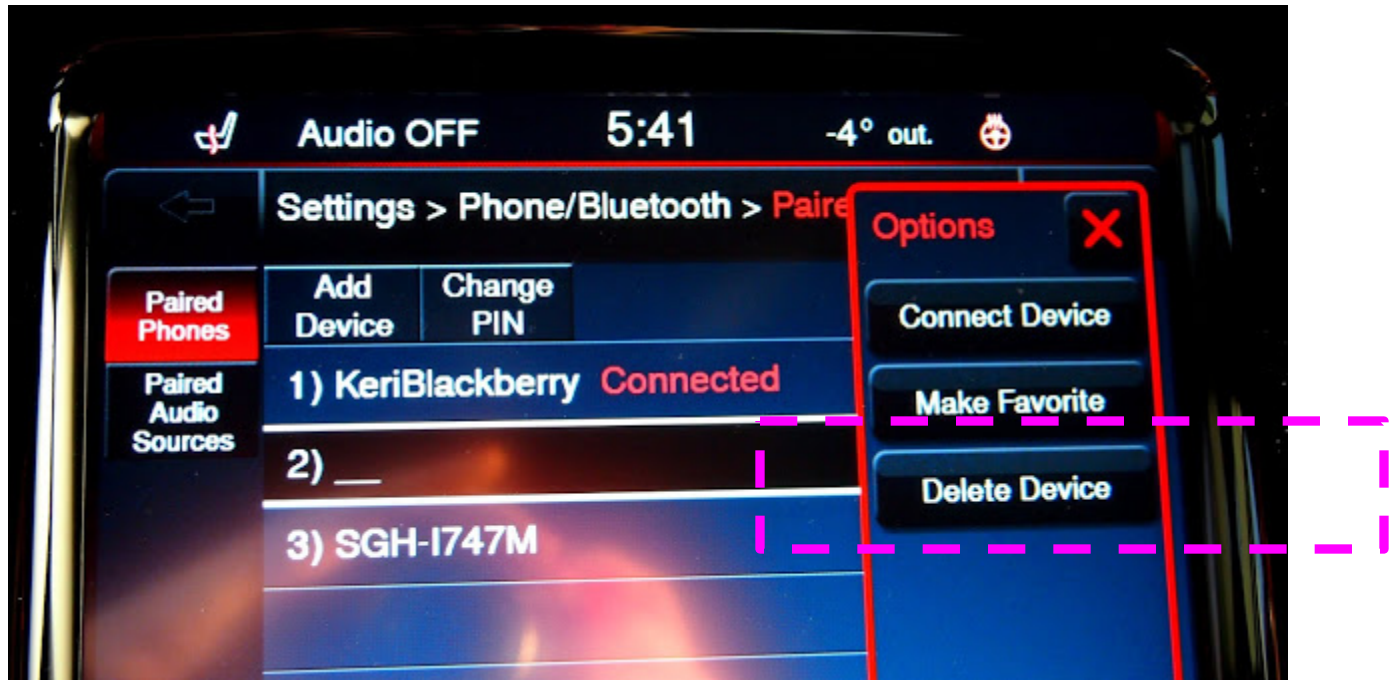 Audio OFF 5:41 -4° out.
Settings > Phone/Bluetooth > Paire
Options X
Paired
Phones
Add
Device
Change
PIN
Connect Device
1) KeriBlackberry Connected
Make Favorite
Paired
Audio
Sources
2) __
Delete Device
3) SGH-I747M